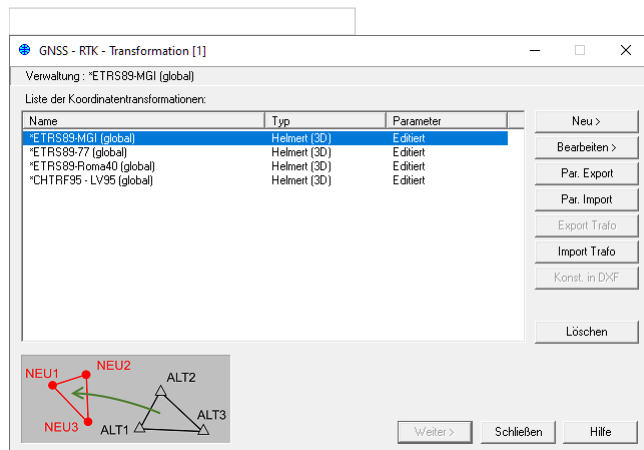 GNSS - RTK - Transformation [1]
Verwaltung : *ETRS89-MGI (global)
Liste der Koordinatentransformationen:
Name Typ Parameter
*ETRS89-MGI (global) Helmert (3D) Editiert
*ETRS89-77 (global) Helmert (3D) Editiert
*ETRS89-Roma40 (global) Helmert (3D) Editiert
*CHTRF95 - LV95 (global) Helmert (3D) Editiert
Neu >
Bearbeiten >
Par. Export
Par. Import
Export Trafo
Import Trafo
Konst. in DXF
Löschen
NEU1
NEU2
NEU3
ALT2
ALT1
ALT3
Weiter >
Schließen
Hilfe